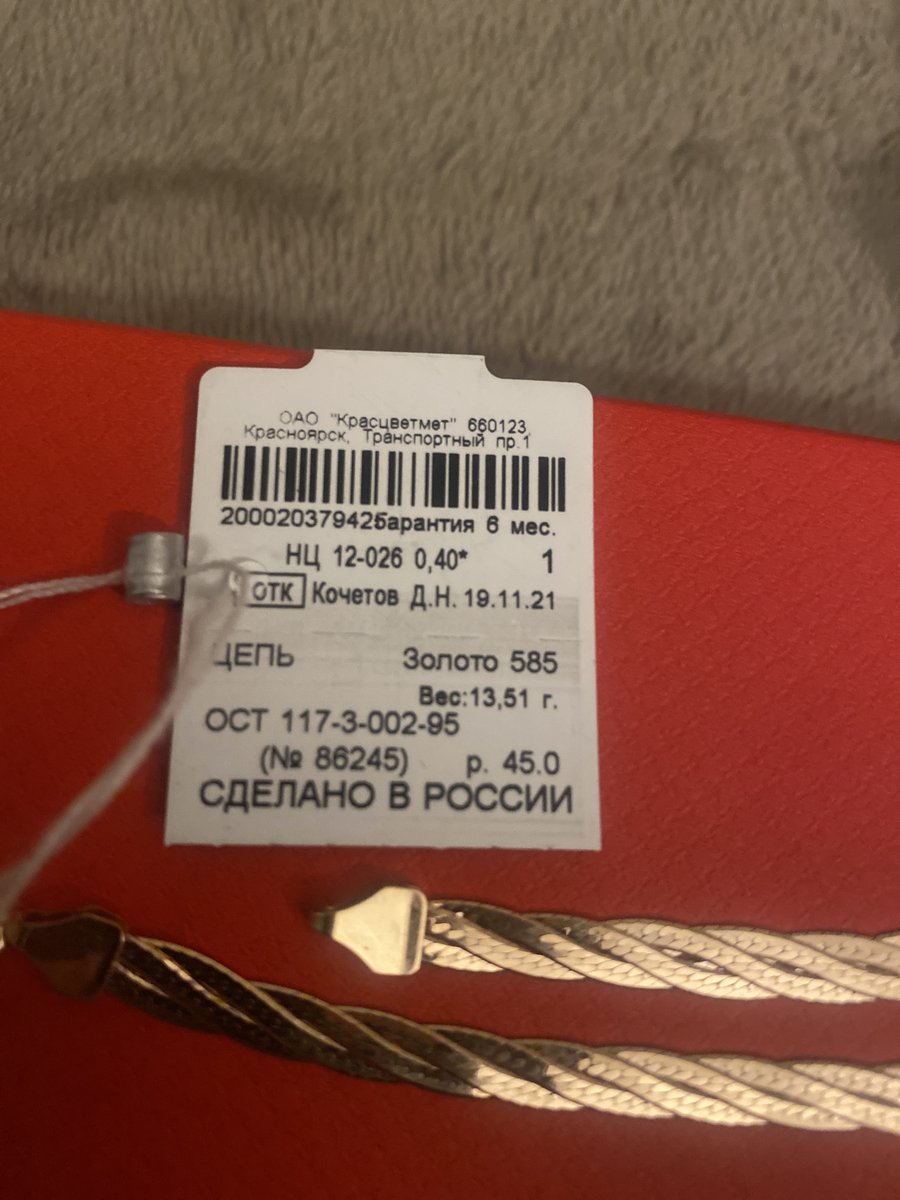 ОАО "Красцветмет" 660123,
Красноярск, Транспортный пр.1
200020379425арантия 6 мес.
НЦ 12-026 0,40* 1
ОТК Кочетов Д.Н. 19.11.21
ЦЕПЬ Золото 585
Вес:13,51 г.
ОСТ 117-3-002-95
(№ 86245) р. 45.0
СДЕЛАНО В РОССИИ